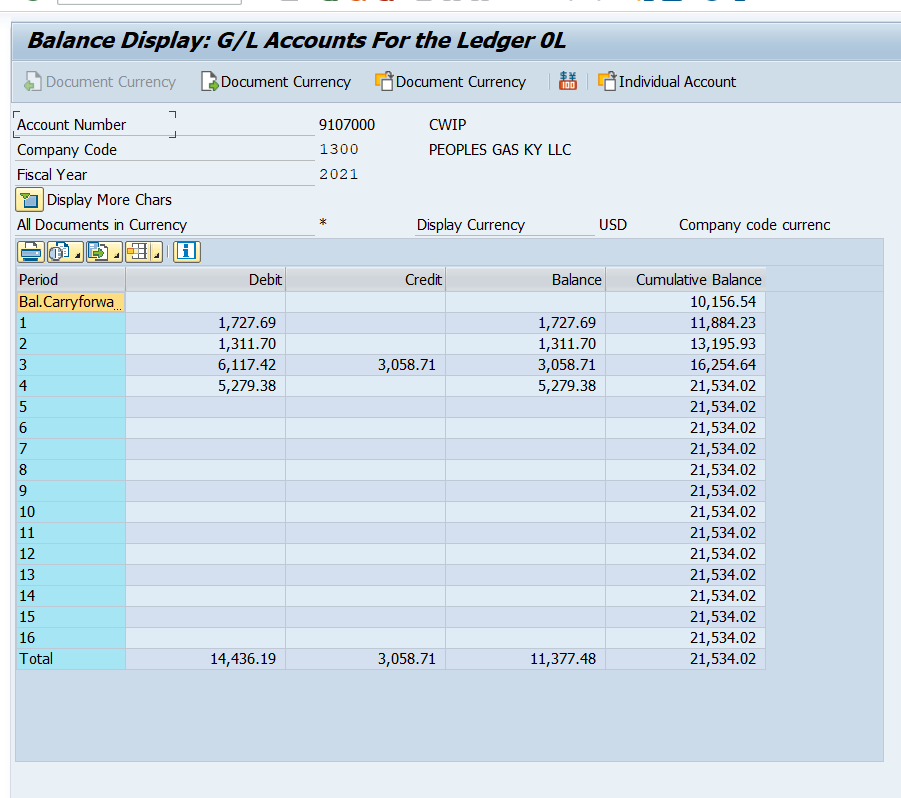 Balance Display: G/L Accounts For the Ledger 0L
Document Currency Document Currency Document Currency Individual Account
Account Number 9107000 CWIP
Company Code 1300 PEOPLES GAS KY LLC
Fiscal Year 2021
Display More Chars
All Documents in Currency * Display Currency USD Company code currenc
Period Debit Credit Balance Cumulative Balance
Bal.Carryforwa... 10,156.54
1 1,727.69 1,727.69 11,884.23
2 1,311.70 1,311.70 13,195.93
3 6,117.42 3,058.71 3,058.71 16,254.64
4 5,279.38 5,279.38 21,534.02
5 21,534.02
6 21,534.02
7 21,534.02
8 21,534.02
9 21,534.02
10 21,534.02
11 21,534.02
12 21,534.02
13 21,534.02
14 21,534.02
15 21,534.02
16 21,534.02
Total 14,436.19 3,058.71 11,377.48 21,534.02